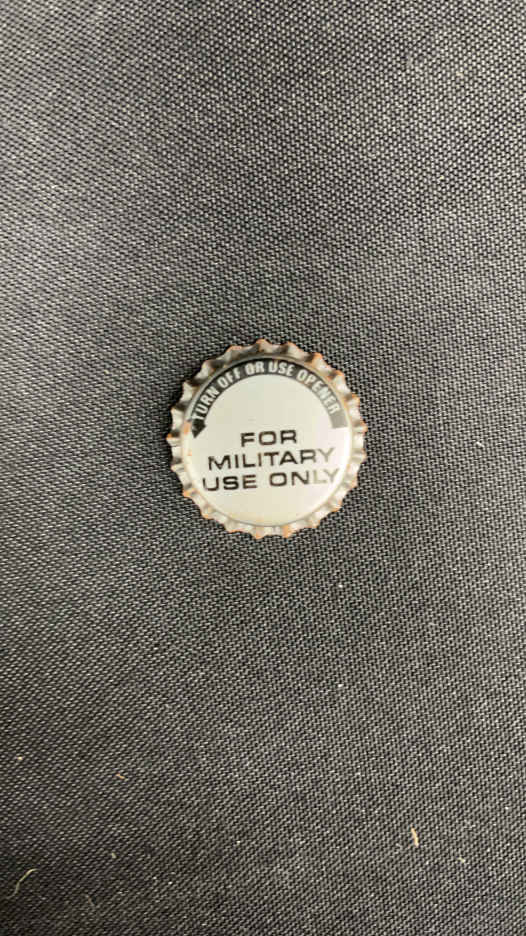 TURN OFF OR USE OPENER
FOR
MILITARY
USE ONLY